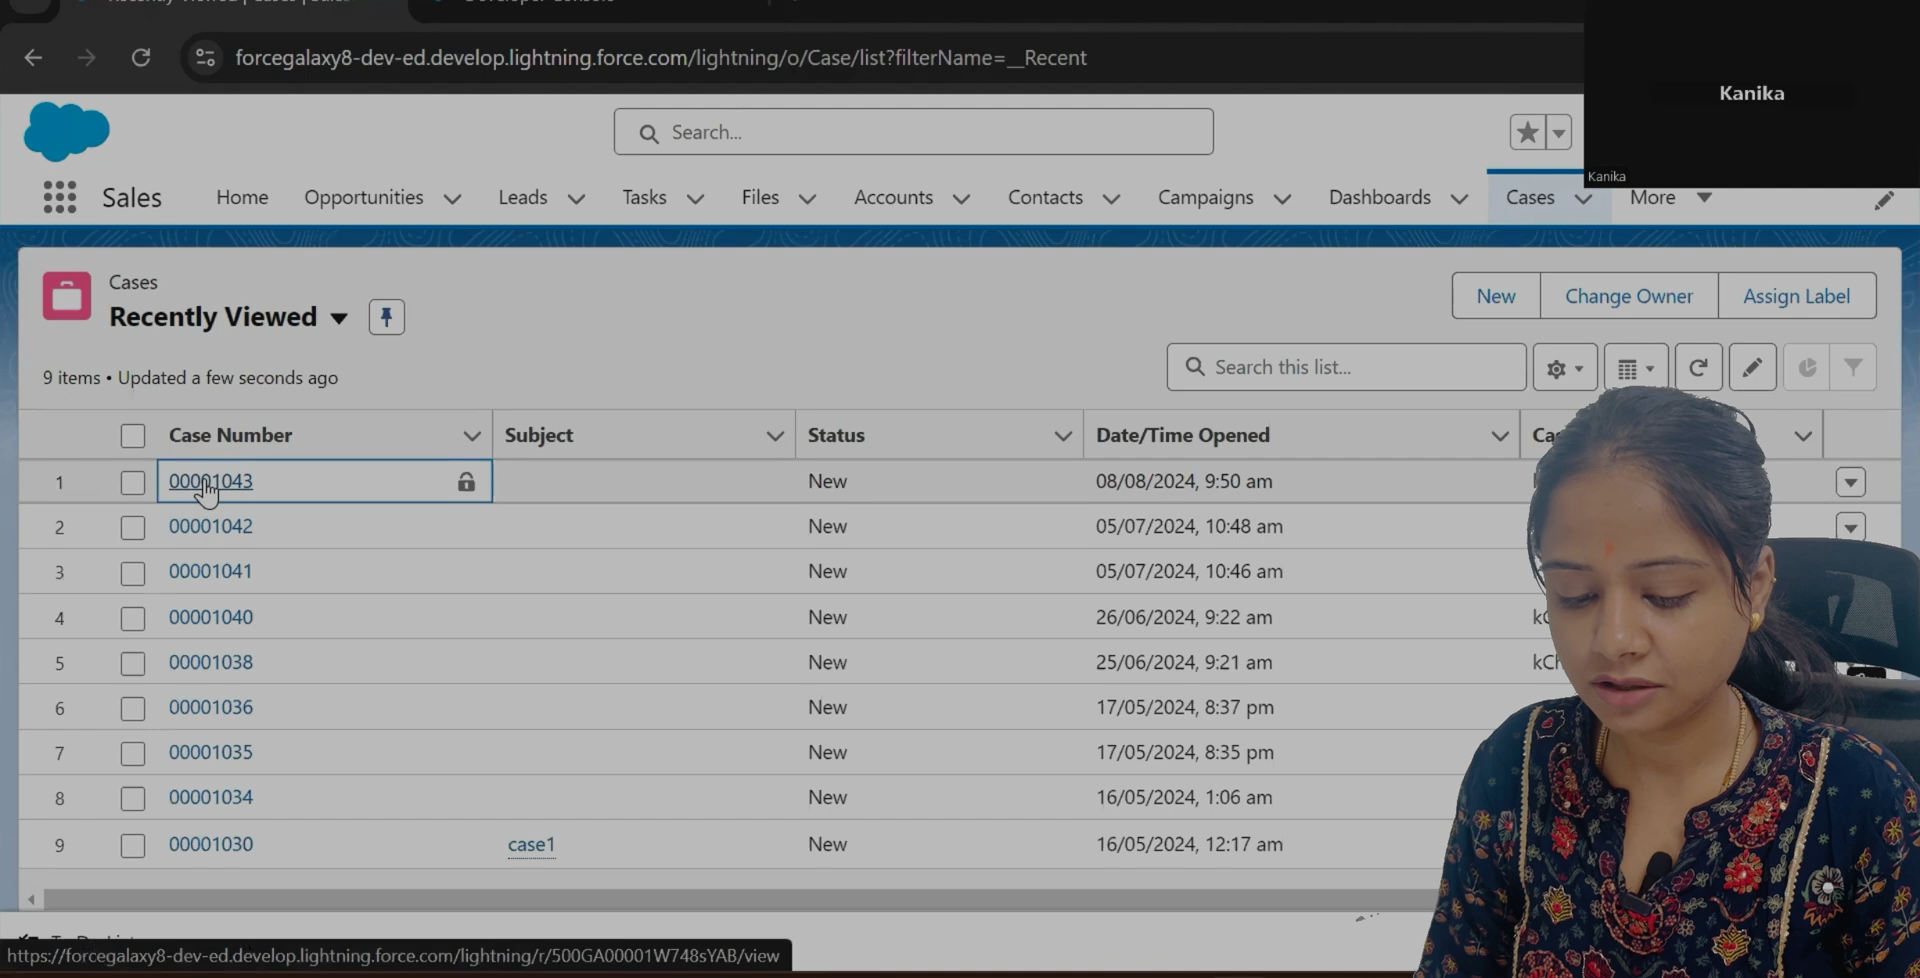 forcegalaxy8-dev-ed.develop.lightning.force.com/lightning/o/Case/list?filterName=__Recent
Kanika
Search...
Kanika
Sales Home Opportunities Leads Tasks Files Accounts Contacts Campaigns Dashboards Cases More
Cases
Recently Viewed
New Change Owner Assign Label
9 items • Updated a few seconds ago
Search this list...
Case Number Subject Status Date/Time Opened
1 00001043 New 08/08/2024, 9:50 am
2 00001042 New 05/07/2024, 10:48 am
3 00001041 New 05/07/2024, 10:46 am
4 00001040 New 26/06/2024, 9:22 am
5 00001038 New 25/06/2024, 9:21 am
6 00001036 New 17/05/2024, 8:37 pm
7 00001035 New 17/05/2024, 8:35 pm
8 00001034 New 16/05/2024, 1:06 am
9 00001030 case1 New 16/05/2024, 12:17 am
https://forcegalaxy8-dev-ed.develop.lightning.force.com/lightning/r/500GA00001W748sYAB/view